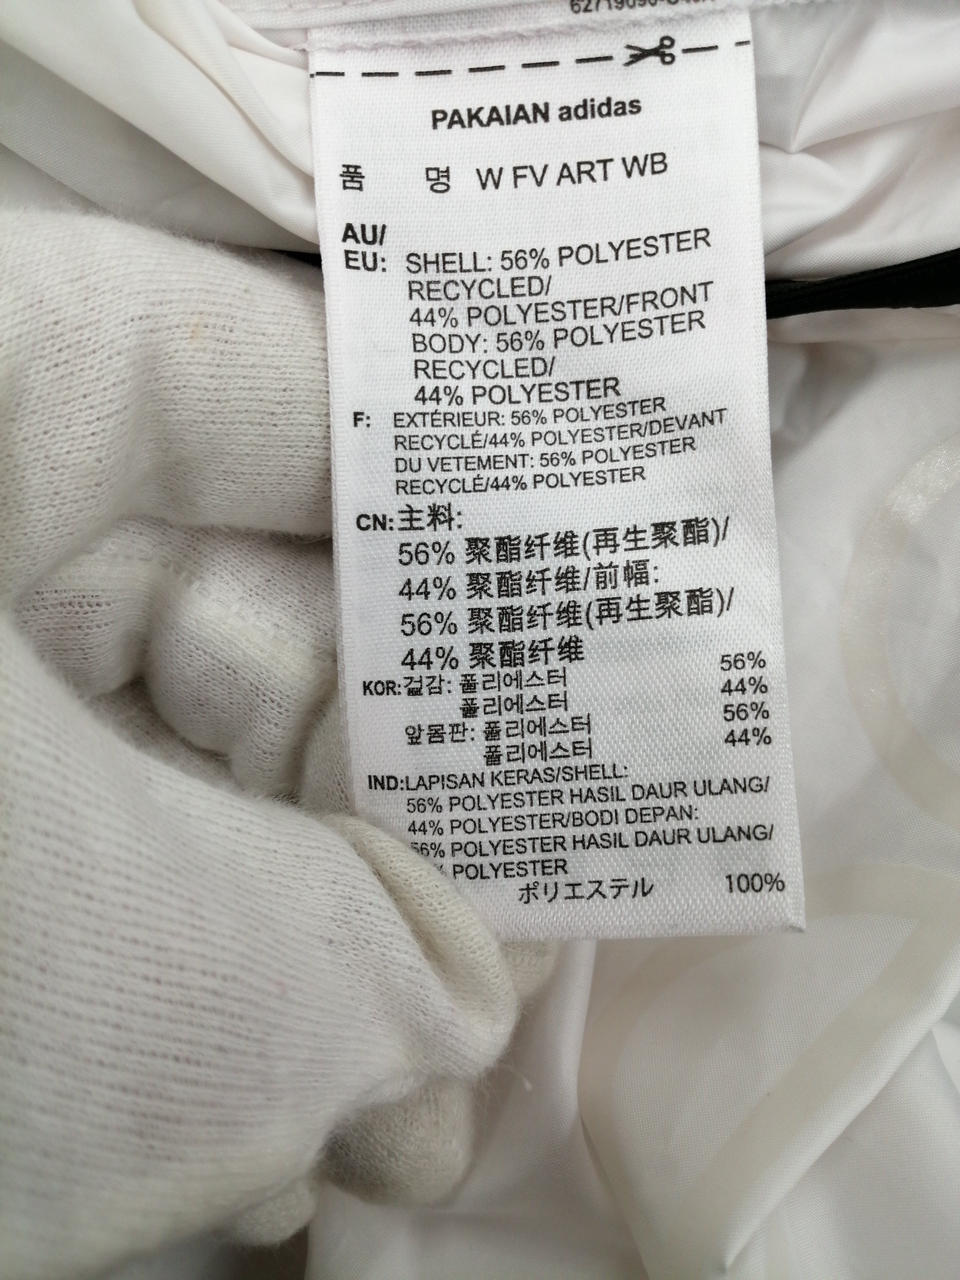 PAKAIAN adidas
품 명 W FV ART WB
AU/
EU: SHELL: 56% POLYESTER
RECYCLED/
44% POLYESTER/FRONT
BODY: 56% POLYESTER
RECYCLED/
44% POLYESTER
F: EXTÉRIEUR: 56% POLYESTER
RECYCLÉ/44% POLYESTER/DEVANT
DU VETEMENT: 56% POLYESTER
RECYCLÉ/44% POLYESTER
CN: 主料:
56% 聚酯纤维(再生聚酯)/
44% 聚酯纤维/前幅:
56% 聚酯纤维(再生聚酯)/
44% 聚酯纤维
KOR: 겉감: 폴리에스터 56%
폴리에스터 44%
앞몸판: 폴리에스터 56%
폴리에스터 44%
IND: LAPISAN KERAS/SHELL:
56% POLYESTER HASIL DAUR ULANG/
44% POLYESTER/BODI DEPAN:
56% POLYESTER HASIL DAUR ULANG/
% POLYESTER
ポリエステル 100%